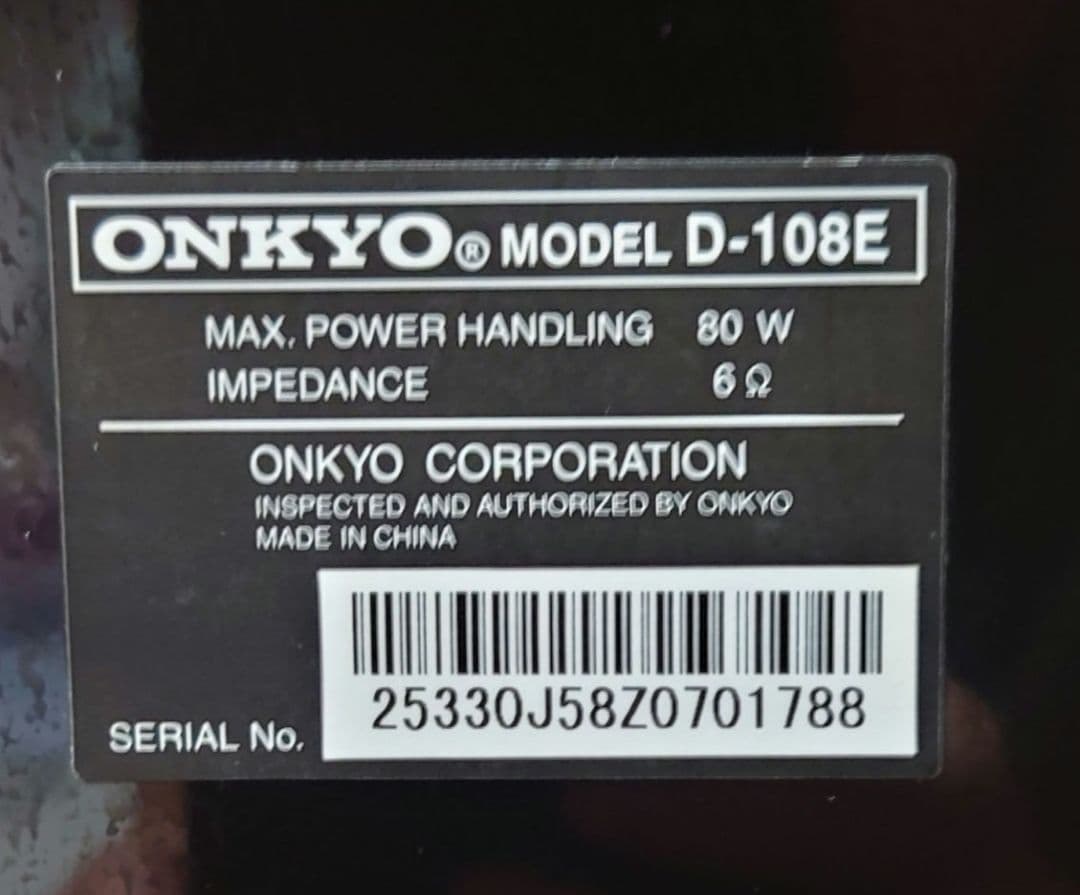 ONKYO® MODEL D-108E
MAX. POWER HANDLING 80 W
IMPEDANCE 6 Ω
ONKYO CORPORATION
INSPECTED AND AUTHORIZED BY ONKYO
MADE IN CHINA
25330J58Z0701788
SERIAL No.